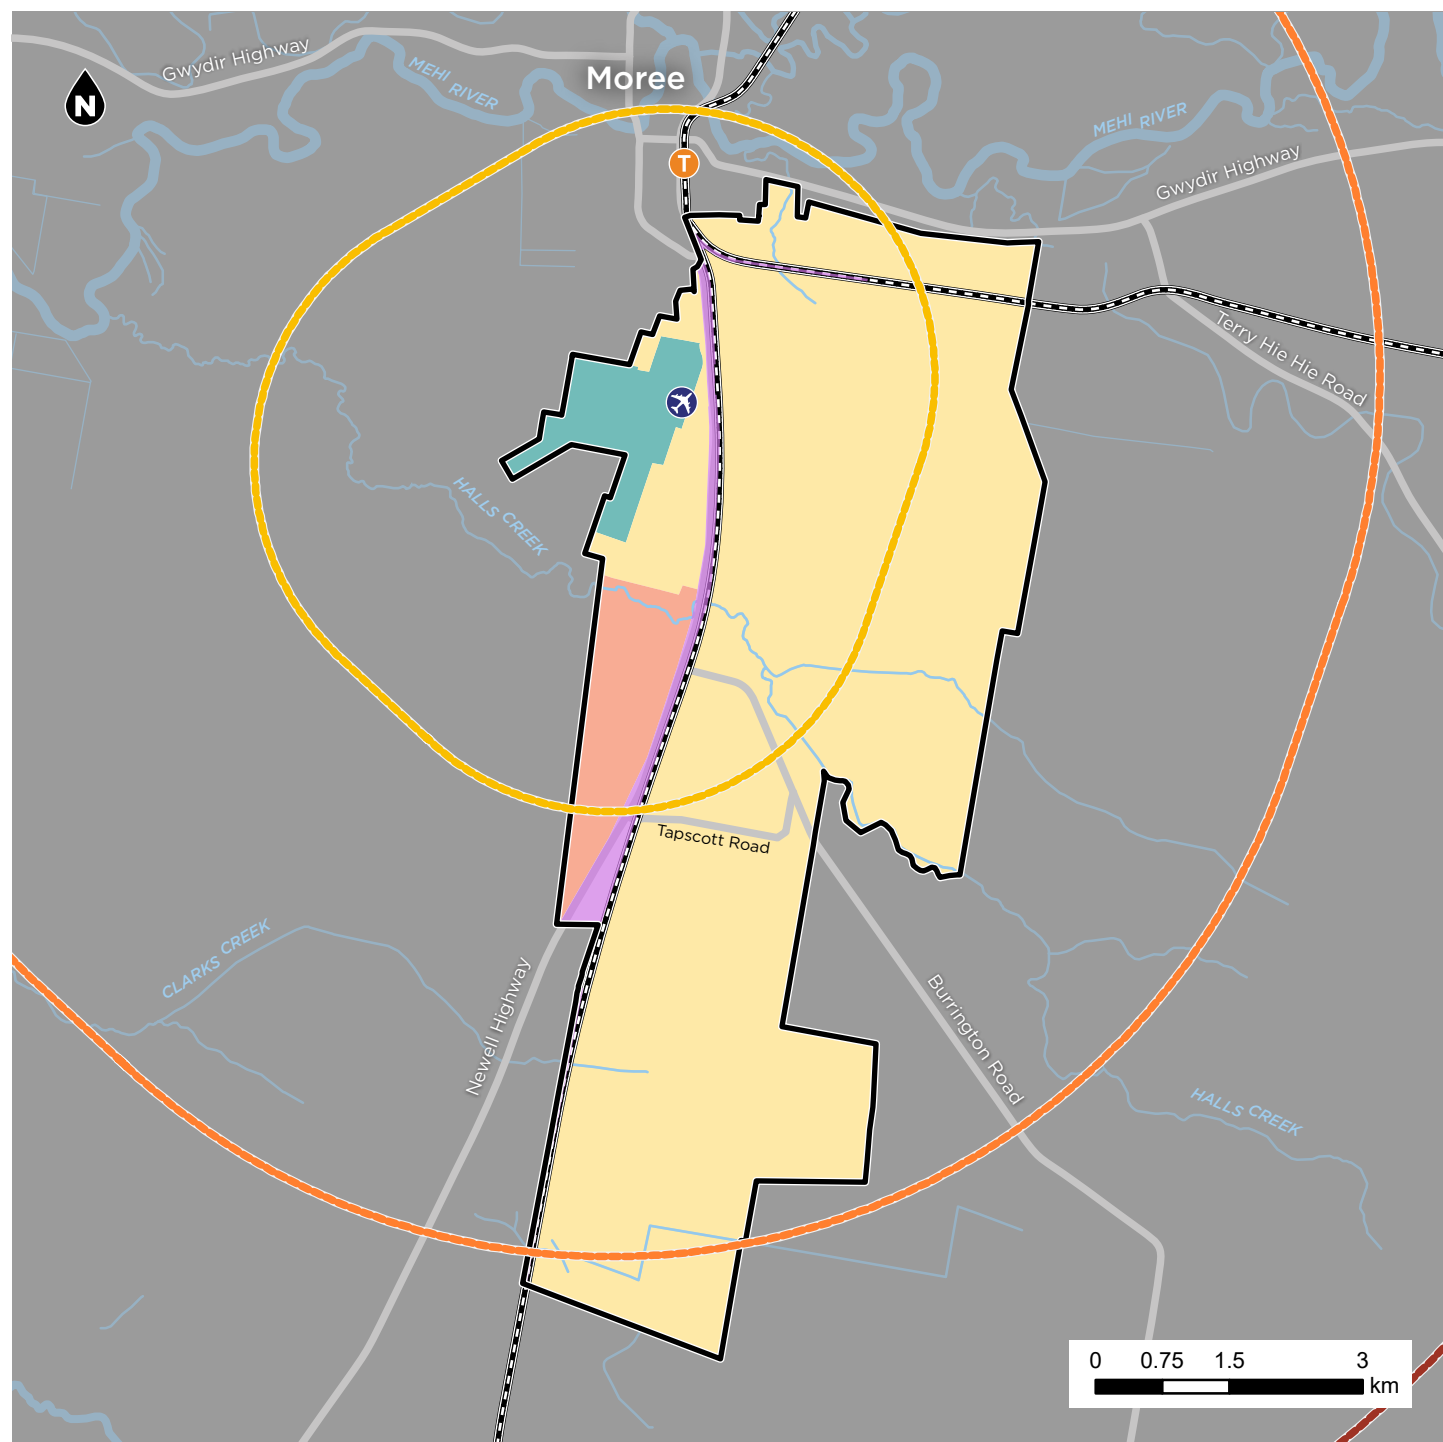 Gwydir Highway
MEHI RIVER
Moree
N
T
MEHI RIVER
Gwydir Highway
Terry Hie Hie Road
HALLS CREEK
Tapscott Road
CLARKS CREEK
Newell Highway
Burrington Road
HALLS CREEK
0 0.75 1.5 3
km